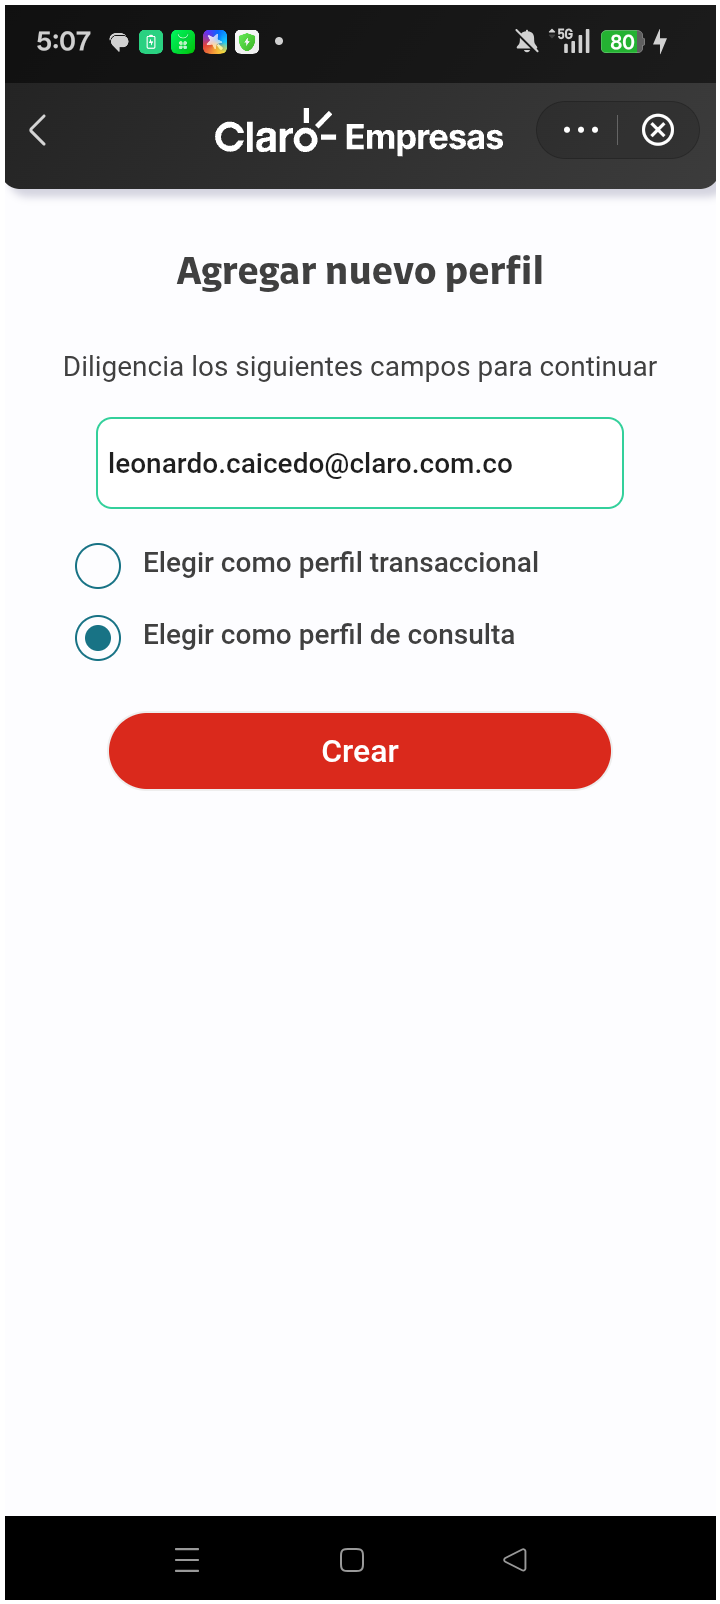 5:07
5G
80
Claro Empresas
Agregar nuevo perfil
Diligencia los siguientes campos para continuar
leonardo.caicedo@claro.com.co
Elegir como perfil transaccional
Elegir como perfil de consulta
Crear